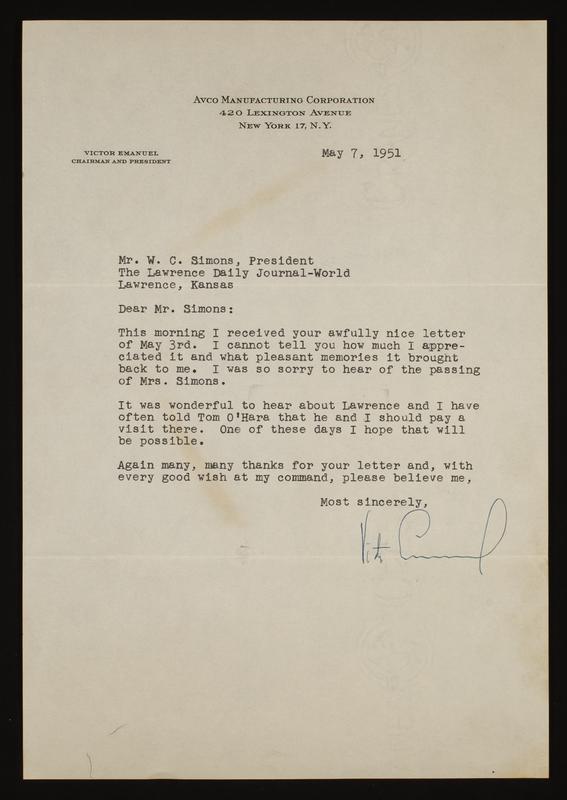 AVCO MANUFACTURING CORPORATION
420 LEXINGTON AVENUE
NEW YORK 17, N.Y.
VICTOR EMANUEL
CHAIRMAN AND PRESIDENT
May 7, 1951
Mr. W. C. Simons, President
The Lawrence Daily Journal-World
Lawrence, Kansas
Dear Mr. Simons:
This morning I received your awfully nice letter
of May 3rd.  I cannot tell you how much I appre-
ciated it and what pleasant memories it brought
back to me.  I was so sorry to hear of the passing
of Mrs. Simons.
It was wonderful to hear about Lawrence and I have
often told Tom O'Hara that he and I should pay a
visit there.  One of these days I hope that will
be possible.
Again many, many thanks for your letter and, with
every good wish at my command, please believe me,
Most sincerely,